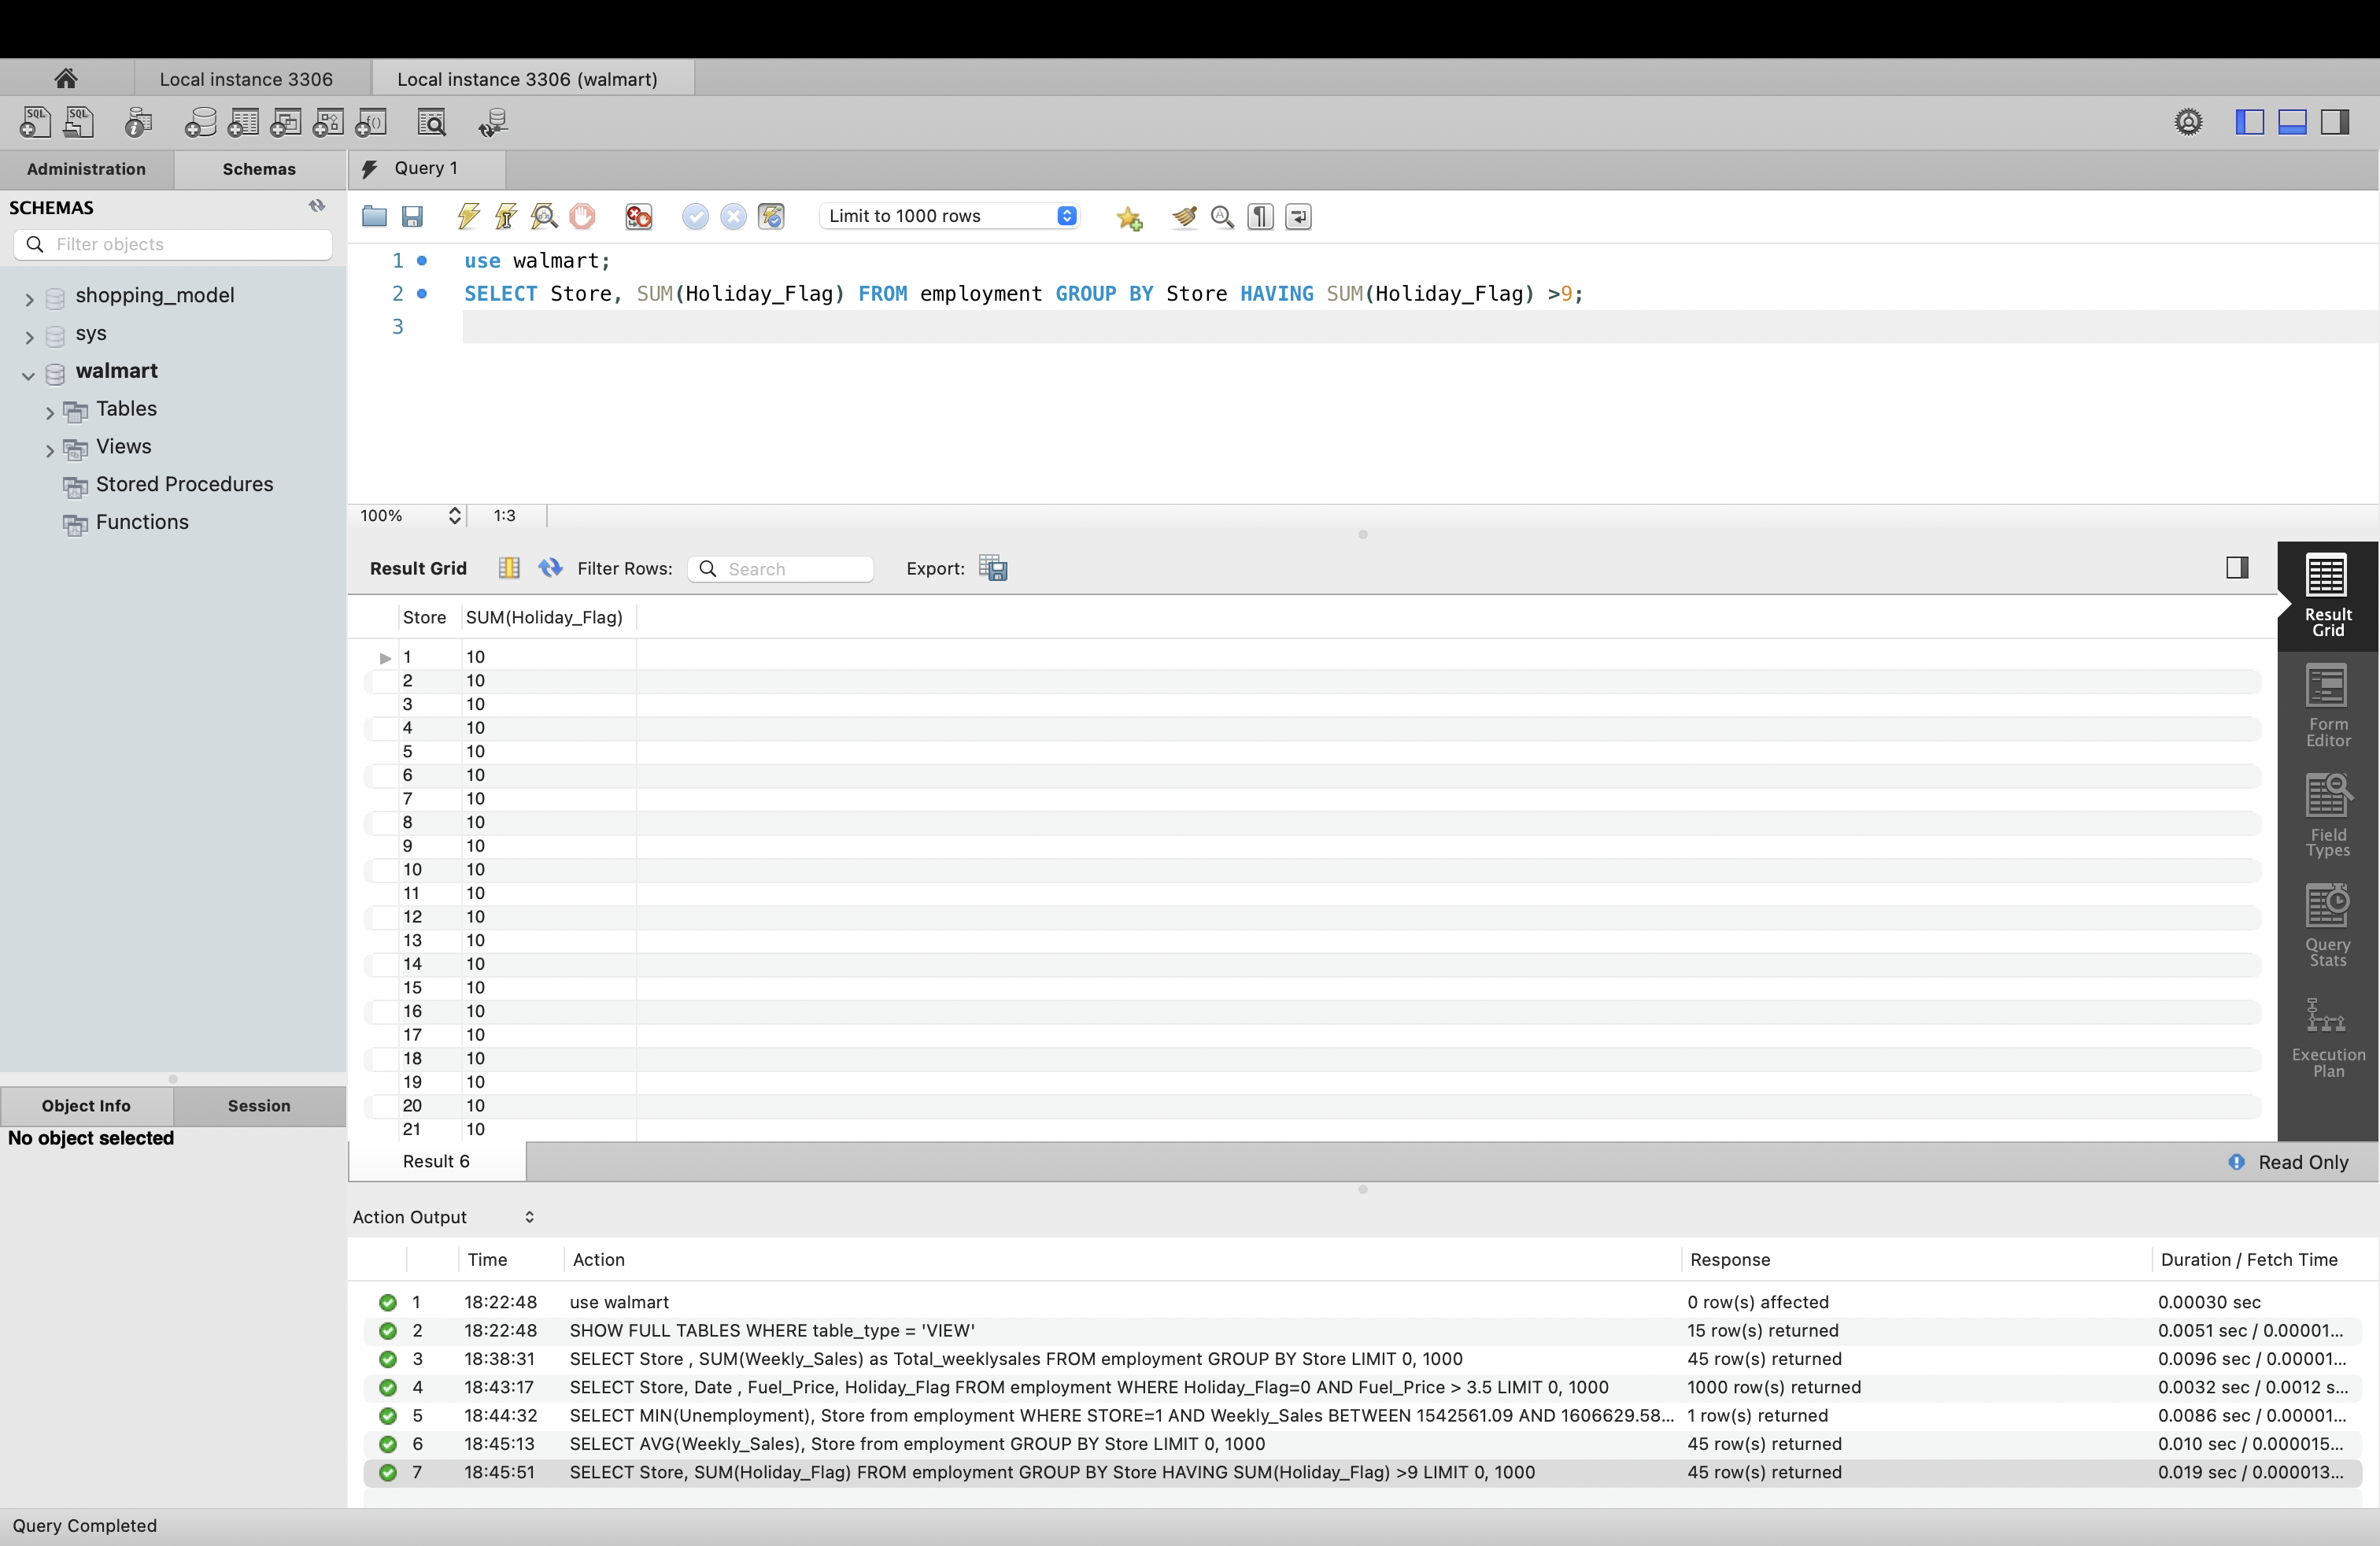 Local instance 3306
Local instance 3306 (walmart)
SQL
SQL
Administration
Schemas
Query 1
SCHEMAS
Filter objects
Limit to 1000 rows
shopping_model
sys
walmart
Tables
Views
Stored Procedures
Functions
1 use walmart;
2 SELECT Store, SUM(Holiday_Flag) FROM employment GROUP BY Store HAVING SUM(Holiday_Flag) >9;
3
100% 1:3
Result Grid Filter Rows: Search Export:
Store SUM(Holiday_Flag)
1 10
2 10
3 10
4 10
5 10
6 10
7 10
8 10
9 10
10 10
11 10
12 10
13 10
14 10
15 10
16 10
17 10
18 10
19 10
20 10
21 10
Result
Grid
Form
Editor
Field
Types
Query
Stats
Execution
Plan
Object Info
Session
No object selected
Result 6
Read Only
Action Output
Time Action Response Duration / Fetch Time
1 18:22:48 use walmart 0 row(s) affected 0.00030 sec
2 18:22:48 SHOW FULL TABLES WHERE table_type = 'VIEW' 15 row(s) returned 0.0051 sec / 0.00001...
3 18:38:31 SELECT Store , SUM(Weekly_Sales) as Total_weeklysales FROM employment GROUP BY Store LIMIT 0, 1000 45 row(s) returned 0.0096 sec / 0.00001...
4 18:43:17 SELECT Store, Date , Fuel_Price, Holiday_Flag FROM employment WHERE Holiday_Flag=0 AND Fuel_Price > 3.5 LIMIT 0, 1000 1000 row(s) returned 0.0032 sec / 0.0012 s...
5 18:44:32 SELECT MIN(Unemployment), Store from employment WHERE STORE=1 AND Weekly_Sales BETWEEN 1542561.09 AND 1606629.58... 1 row(s) returned 0.0086 sec / 0.00001...
6 18:45:13 SELECT AVG(Weekly_Sales), Store from employment GROUP BY Store LIMIT 0, 1000 45 row(s) returned 0.010 sec / 0.000015...
7 18:45:51 SELECT Store, SUM(Holiday_Flag) FROM employment GROUP BY Store HAVING SUM(Holiday_Flag) >9 LIMIT 0, 1000 45 row(s) returned 0.019 sec / 0.000013...
Query Completed